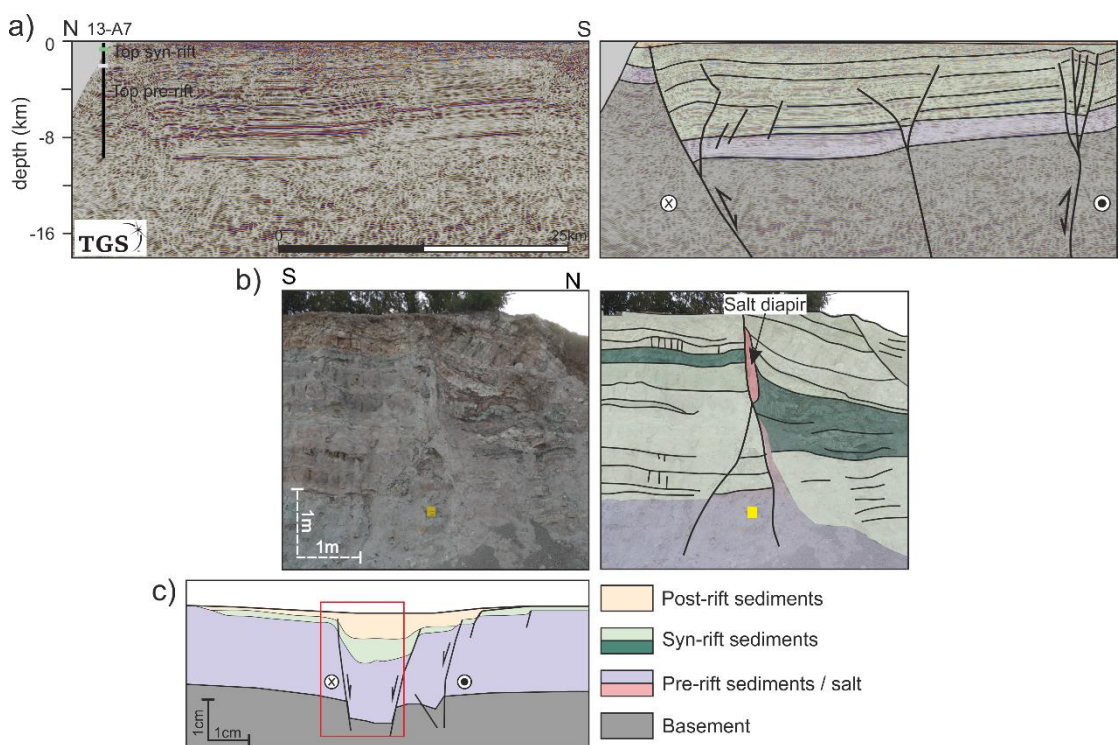 a)
N 13-A7
S
0
Top syn-rift
Top pre-rift
-8
depth (km)
-16
TGS
0
25km
b)
S
N
Salt diapir
1m
1m
c)
1cm
1cm
Post-rift sediments
Syn-rift sediments
Pre-rift sediments / salt
Basement